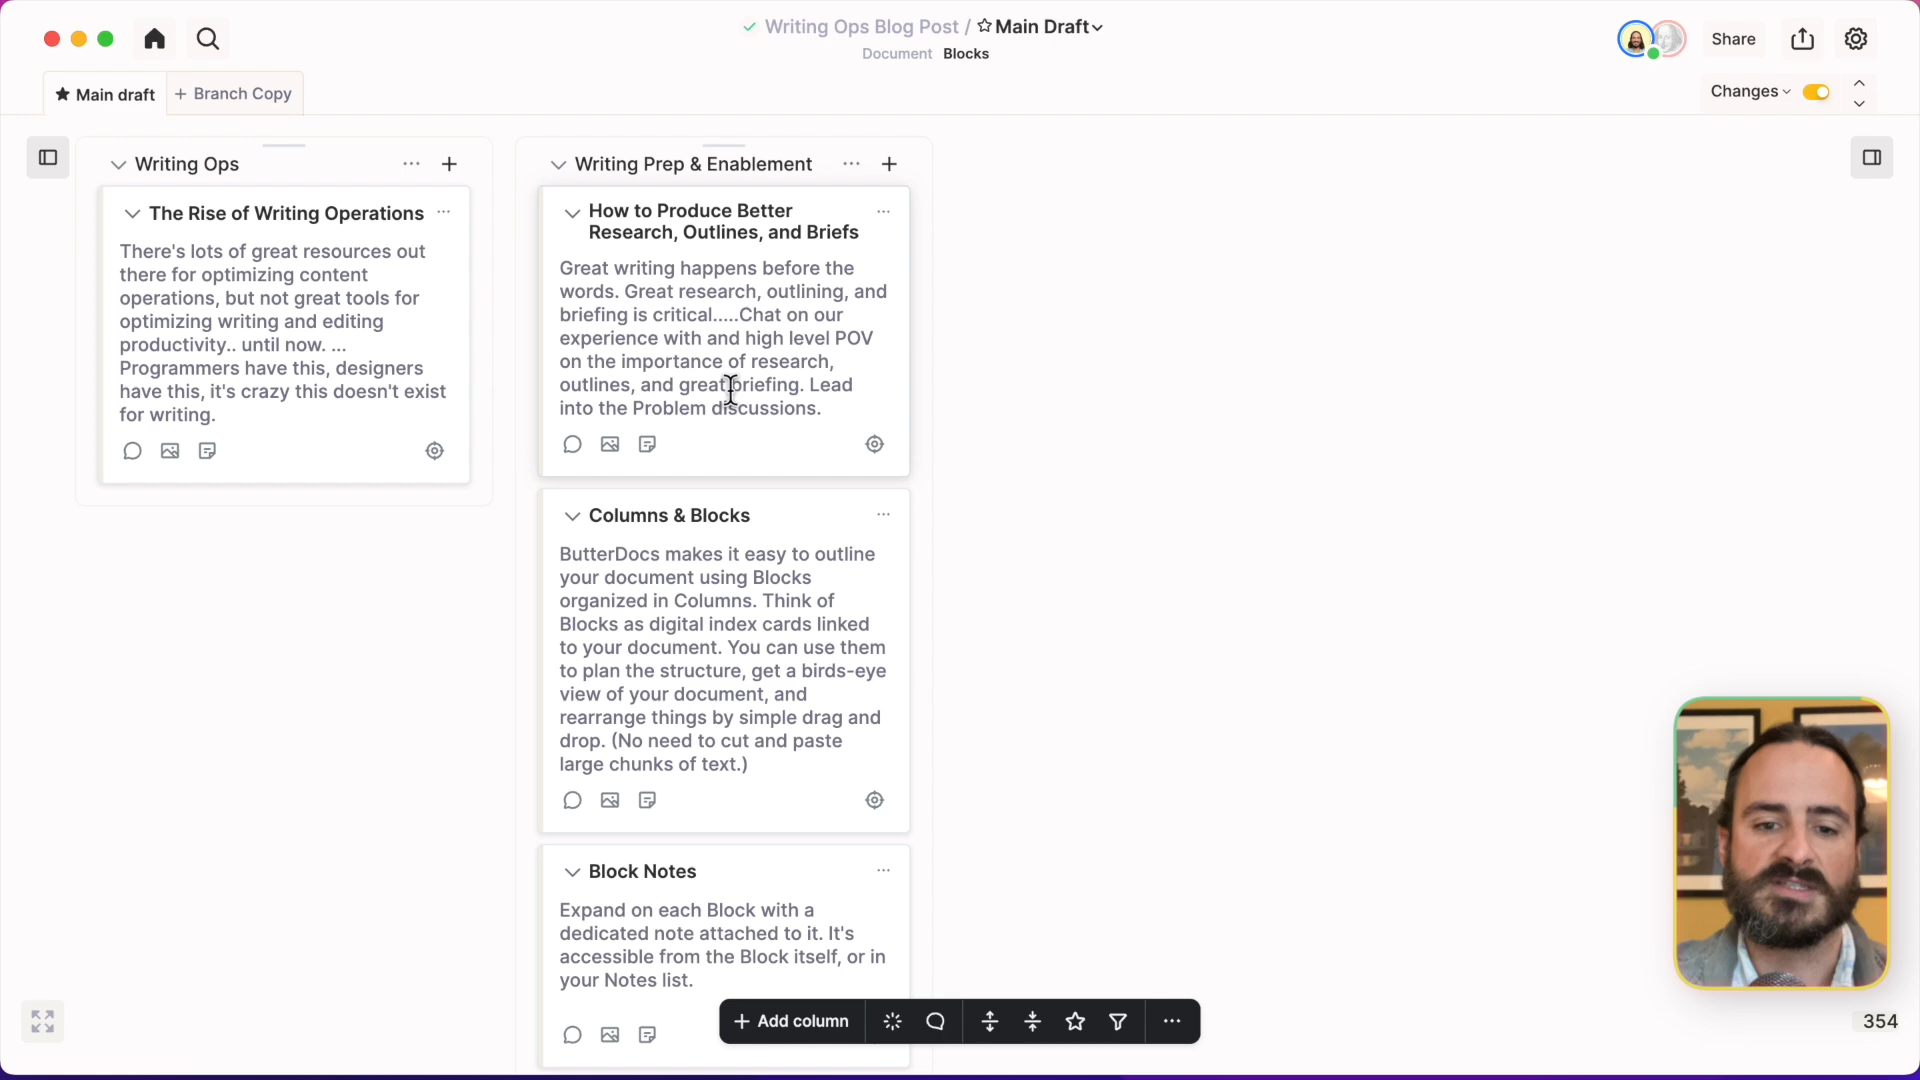 Writing Ops Blog Post / Main Draft
Document Blocks
Share
Main draft
+ Branch Copy
Changes
Writing Ops
The Rise of Writing Operations
There's lots of great resources out
there for optimizing content
operations, but not great tools for
optimizing writing and editing
productivity.. until now. ...
Programmers have this, designers
have this, it's crazy this doesn't exist
for writing.
Writing Prep & Enablement
How to Produce Better
Research, Outlines, and Briefs
Great writing happens before the
words. Great research, outlining, and
briefing is critical.....Chat on our
experience with and high level POV
on the importance of research,
outlines, and great briefing. Lead
into the Problem discussions.
Columns & Blocks
ButterDocs makes it easy to outline
your document using Blocks
organized in Columns. Think of
Blocks as digital index cards linked
to your document. You can use them
to plan the structure, get a birds-eye
view of your document, and
rearrange things by simple drag and
drop. (No need to cut and paste
large chunks of text.)
Block Notes
Expand on each Block with a
dedicated note attached to it. It's
accessible from the Block itself, or in
your Notes list.
+ Add column
354